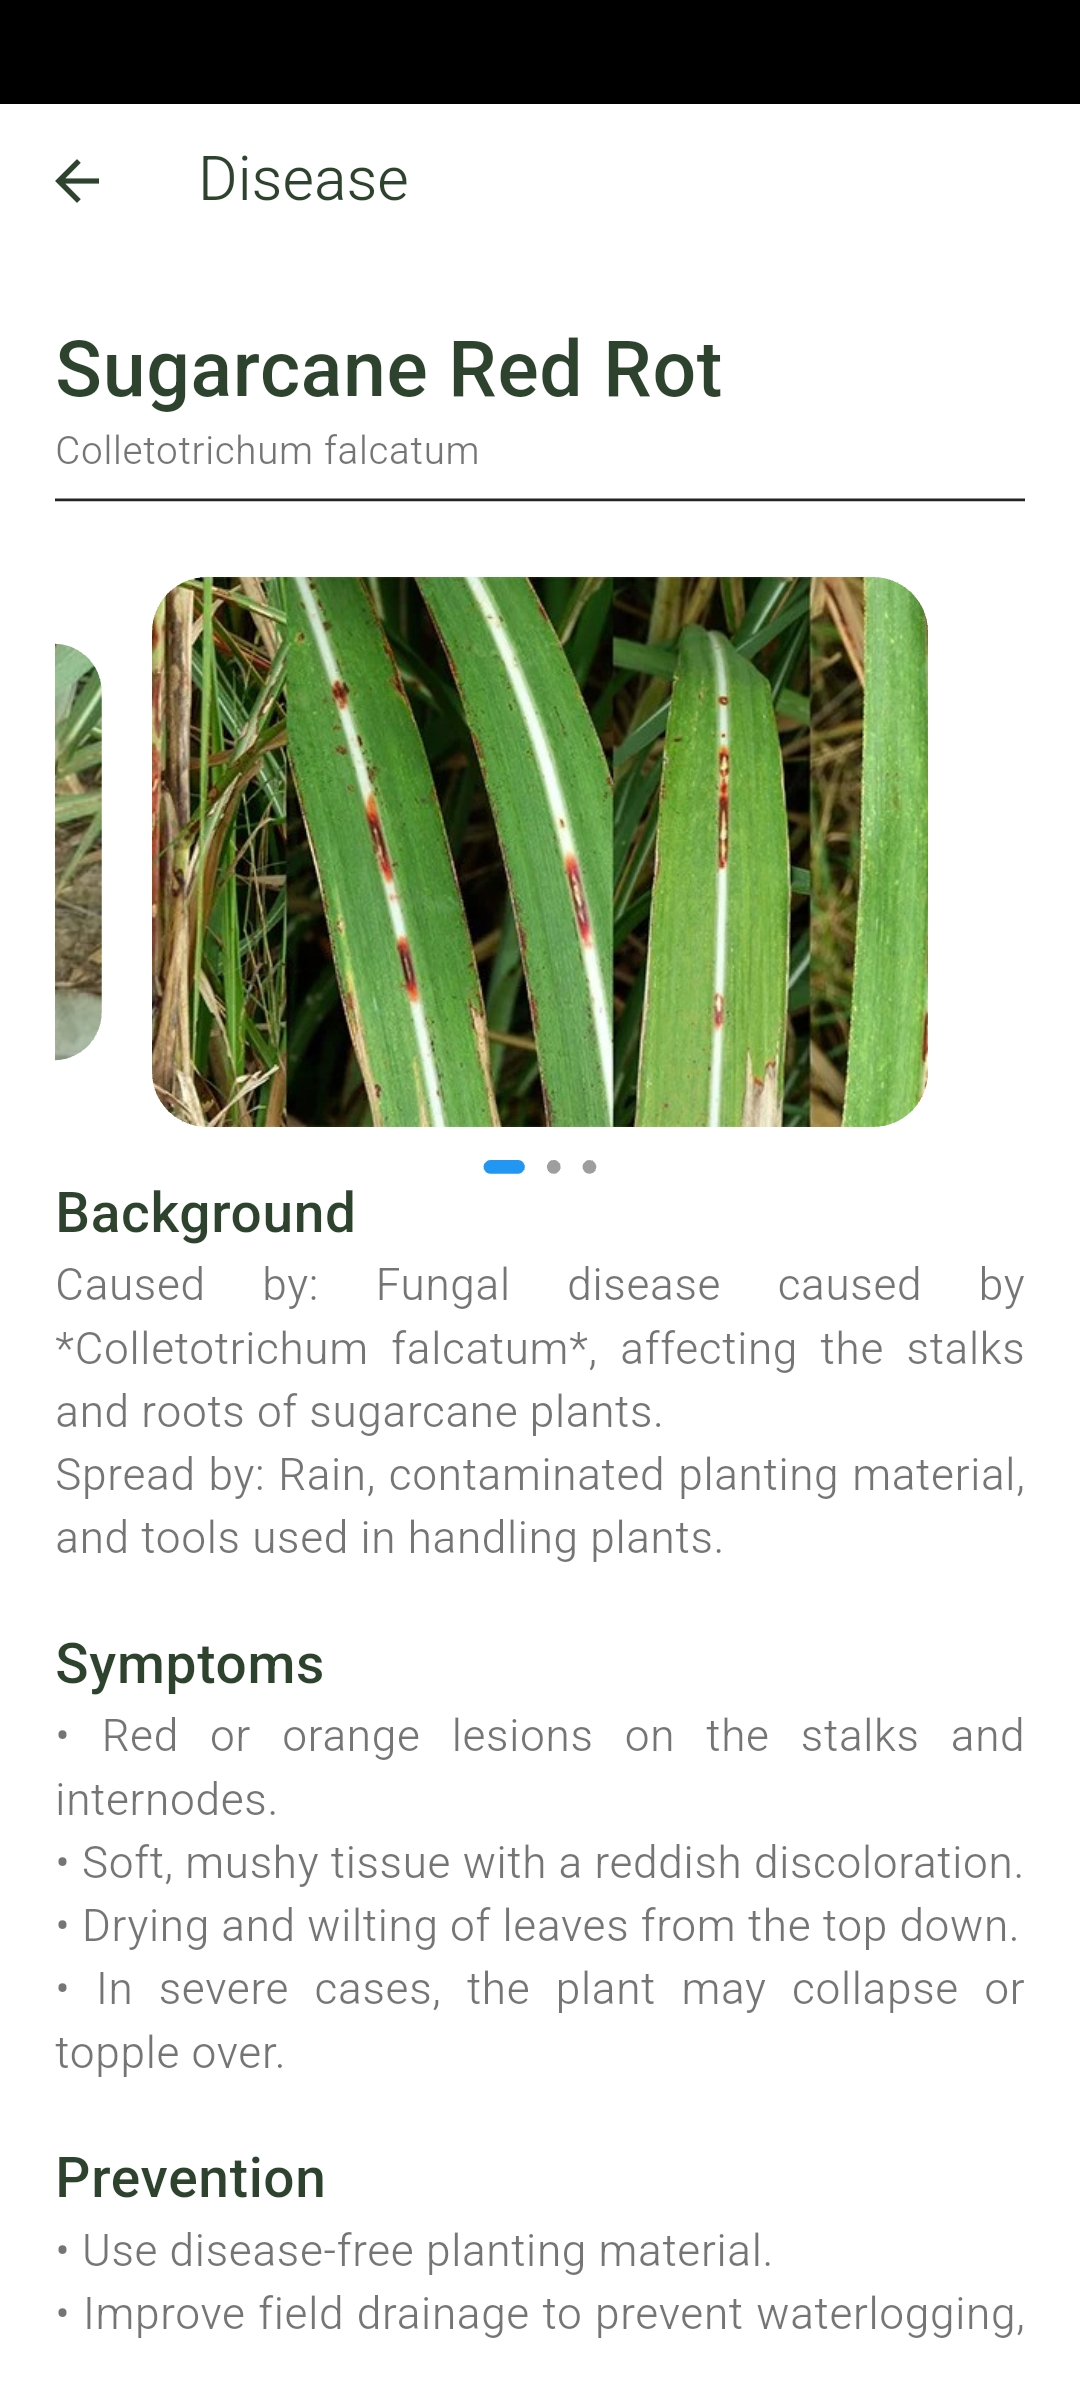 Disease
Sugarcane Red Rot
Colletotrichum falcatum
Background
Caused by: Fungal disease caused by
*Colletotrichum falcatum*, affecting the stalks
and roots of sugarcane plants.
Spread by: Rain, contaminated planting material,
and tools used in handling plants.
Symptoms
• Red or orange lesions on the stalks and
internodes.
• Soft, mushy tissue with a reddish discoloration.
• Drying and wilting of leaves from the top down.
• In severe cases, the plant may collapse or
topple over.
Prevention
• Use disease-free planting material.
• Improve field drainage to prevent waterlogging,